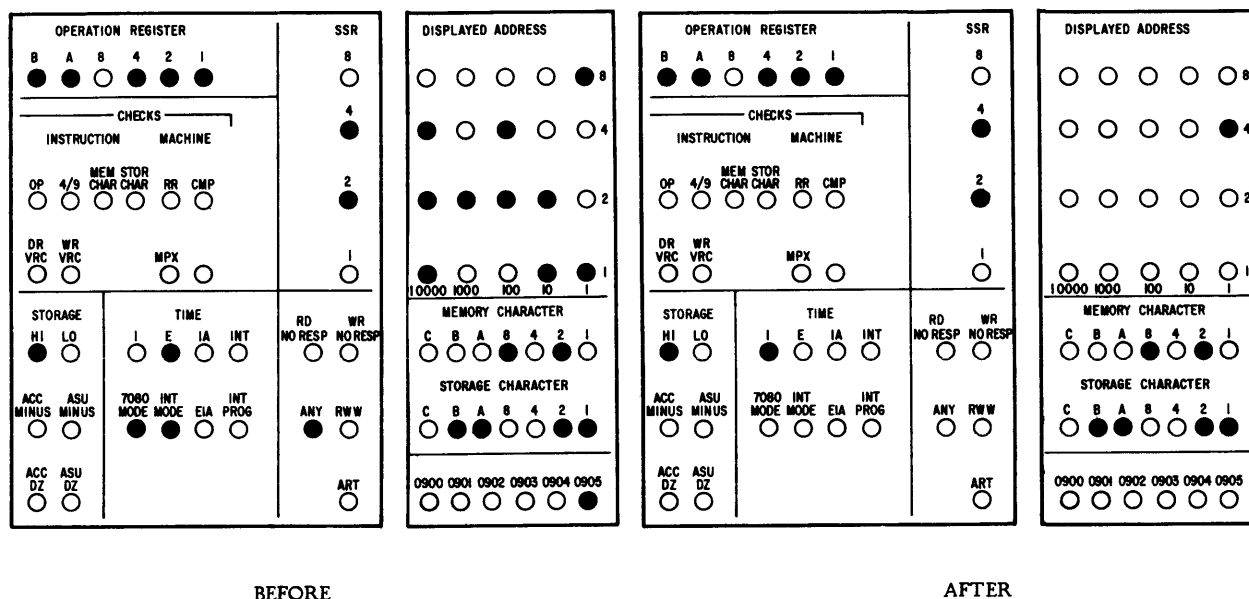 OPERATION REGISTER
B A 8 4 2 1
CHECKS
INSTRUCTION MACHINE
OP 4/9 MEM CHAR STOR CHAR RR CMP
DR VRC WR VRC MPX
SSR
8
4
2
1
STORAGE
HI LO
ACC MINUS ASU MINUS
ACC DZ ASU DZ
TIME
I E IA INT
7080 MODE INT MODE EIA INT PROG
RD NO RESP WR NO RESP
ANY RWW
ART
DISPLAYED ADDRESS
8
4
2
1
10000 1000 100 10 1
MEMORY CHARACTER
C B A 8 4 2 1
STORAGE CHARACTER
C B A 8 4 2 1
0900 0901 0902 0903 0904 0905
BEFORE
OPERATION REGISTER
B A 8 4 2 1
CHECKS
INSTRUCTION MACHINE
OP 4/9 MEM CHAR STOR CHAR RR CMP
DR VRC WR VRC MPX
SSR
8
4
2
1
STORAGE
HI LO
ACC MINUS ASU MINUS
ACC DZ ASU DZ
TIME
I E IA INT
7080 MODE INT MODE EIA INT PROG
RD NO RESP WR NO RESP
ANY RWW
ART
DISPLAYED ADDRESS
8
4
2
1
10000 1000 100 10 1
MEMORY CHARACTER
C B A 8 4 2 1
STORAGE CHARACTER
C B A 8 4 2 1
0900 0901 0902 0903 0904 0905
AFTER